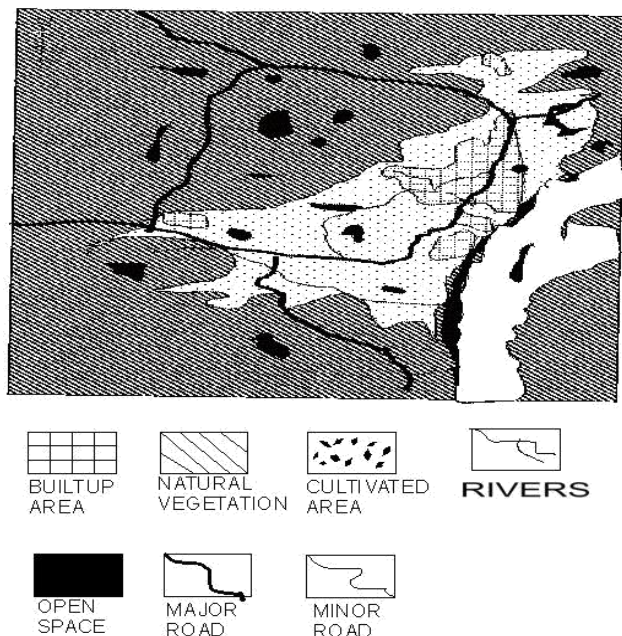 BUILTUP
AREA
NATURAL
VEGETATION
CULTIVATED
AREA
RIVERS
OPEN
SPACE
MAJOR
ROAD
MINOR
ROAD